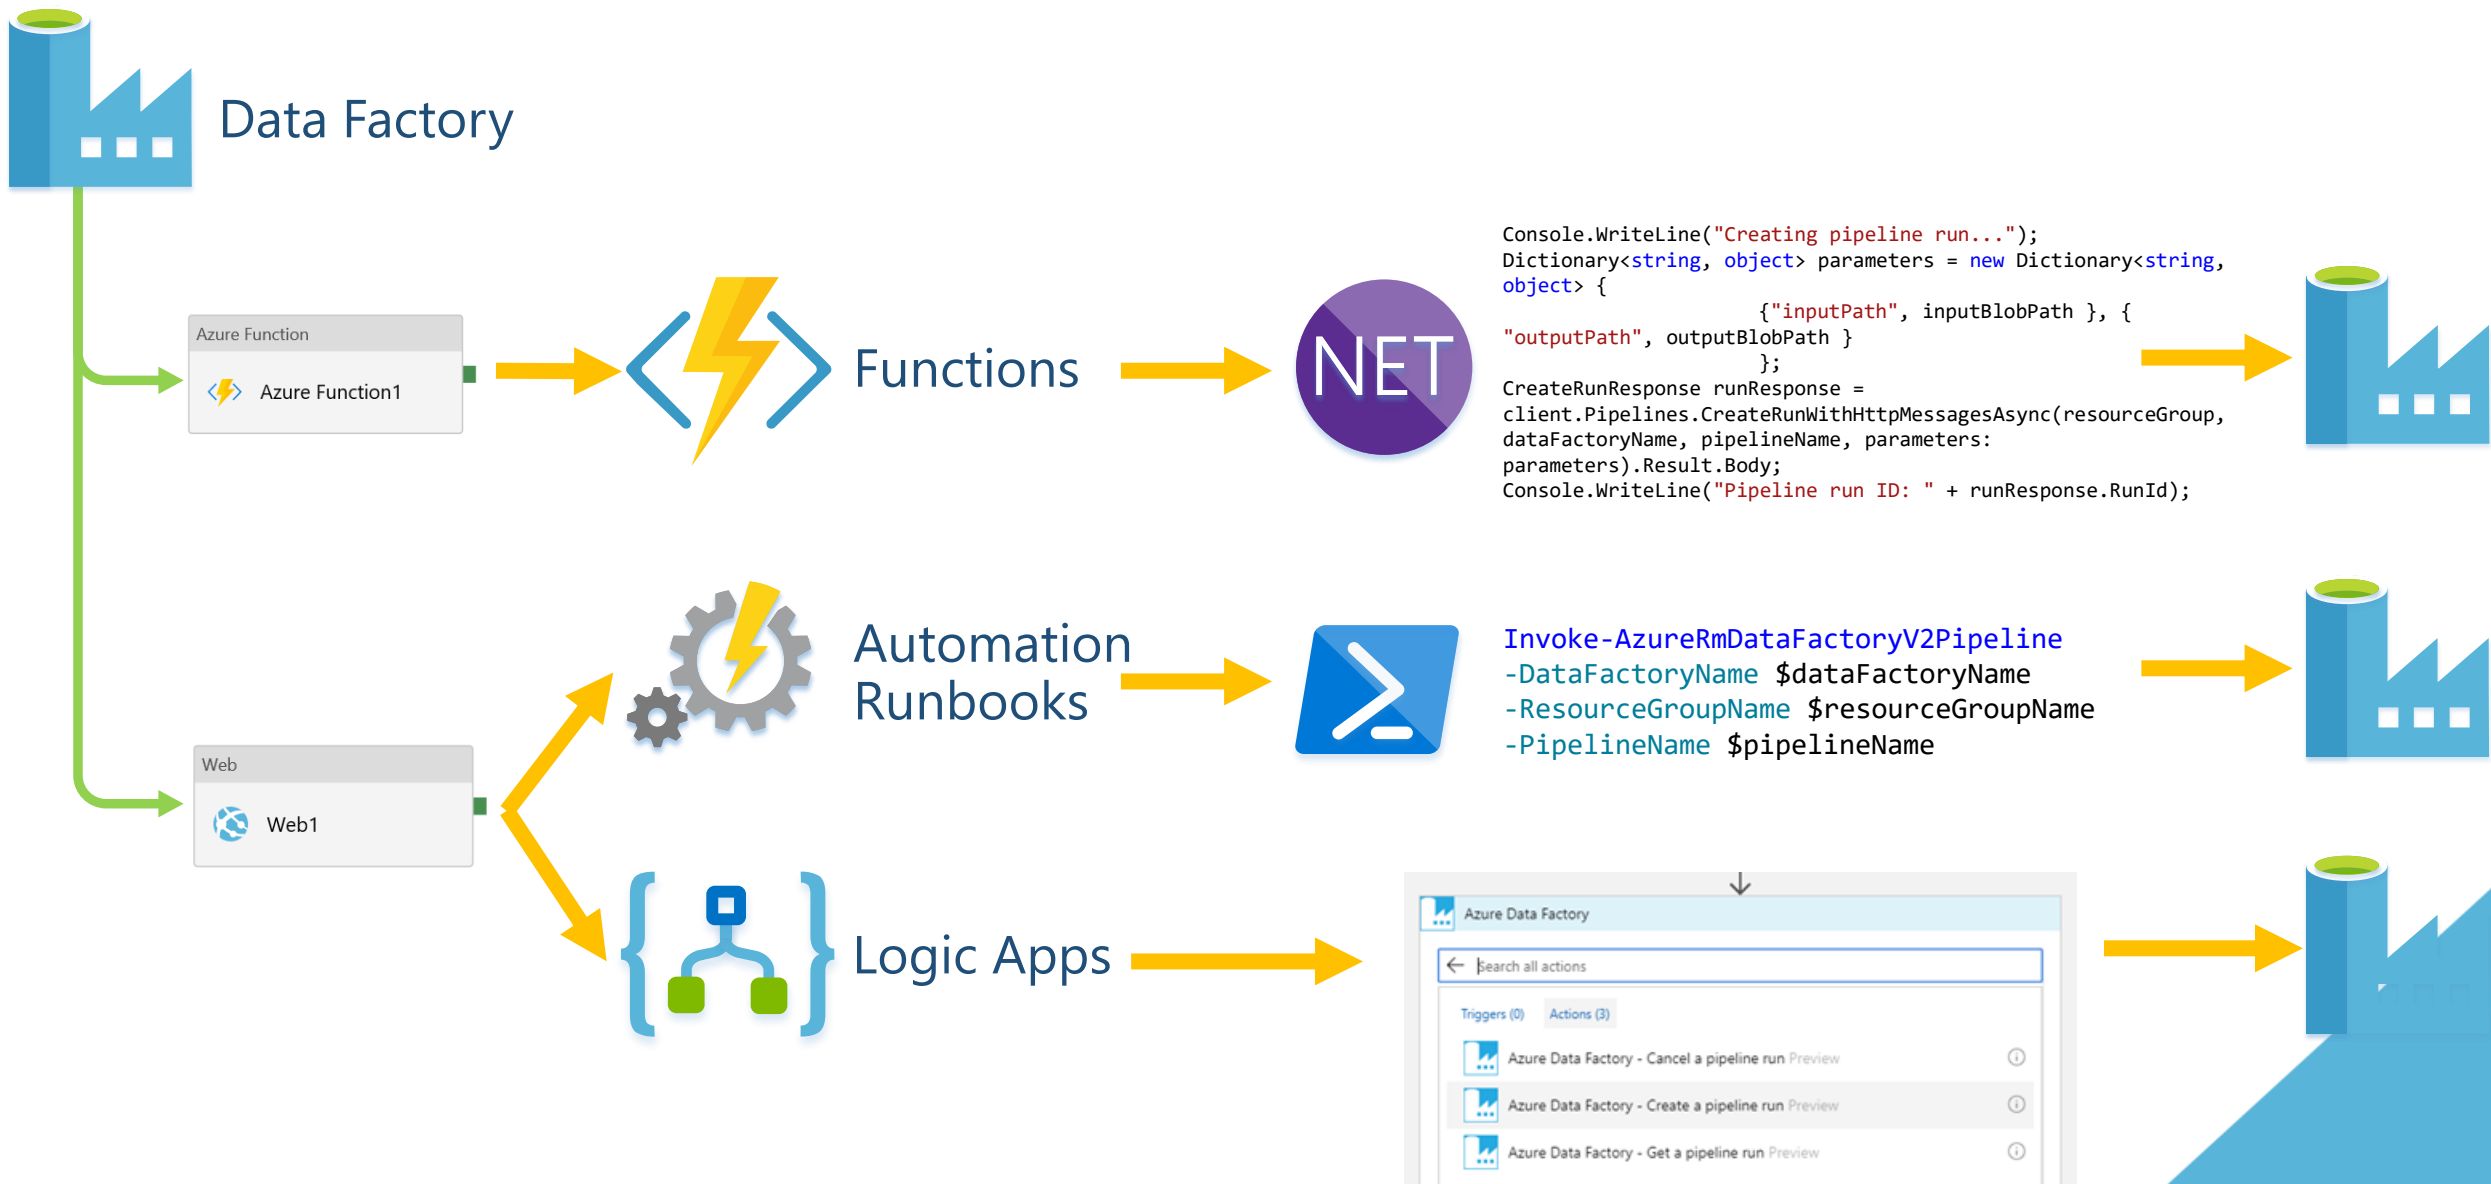 Data Factory
Azure Function
Azure Function1
Functions
NET
Console.WriteLine("Creating pipeline run...");
Dictionary<string, object> parameters = new Dictionary<string,
object> {
{"inputPath", inputBlobPath }, {
"outputPath", outputBlobPath }
};
CreateRunResponse runResponse =
client.Pipelines.CreateRunWithHttpMessagesAsync(resourceGroup,
dataFactoryName, pipelineName, parameters:
parameters).Result.Body;
Console.WriteLine("Pipeline run ID: " + runResponse.RunId);
Automation
Runbooks
Invoke-AzureRmDataFactoryV2Pipeline
-DataFactoryName $dataFactoryName
-ResourceGroupName $resourceGroupName
-PipelineName $pipelineName
Web
Web1
Logic Apps
Azure Data Factory
Search all actions
Triggers (0) Actions (3)
Azure Data Factory - Cancel a pipeline run Preview
Azure Data Factory - Create a pipeline run Preview
Azure Data Factory - Get a pipeline run Preview